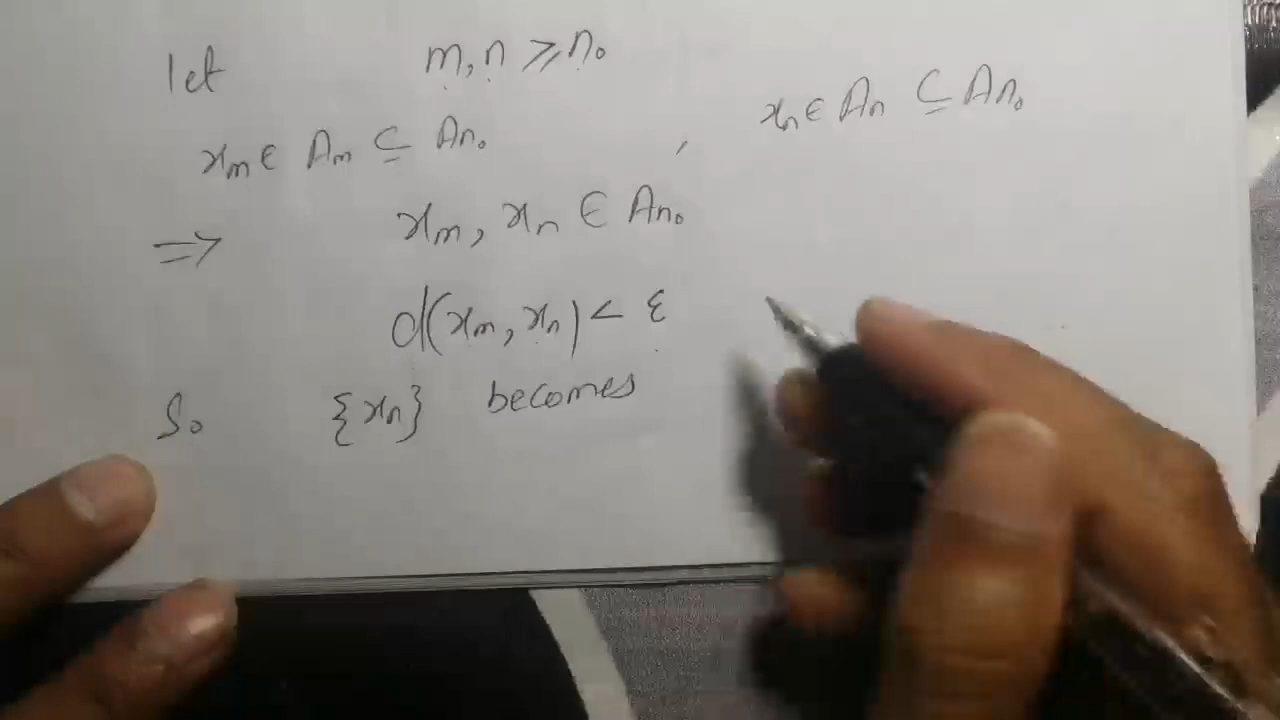 let m, n ⩾ n₀
xₘ ∈ Aₘ ⊆ Aₙ₀ , xₙ ∈ Aₙ ⊆ Aₙ₀
⇒ xₘ, xₙ ∈ Aₙ₀
d(xₘ, xₙ) < ε
So {xₙ} becomes